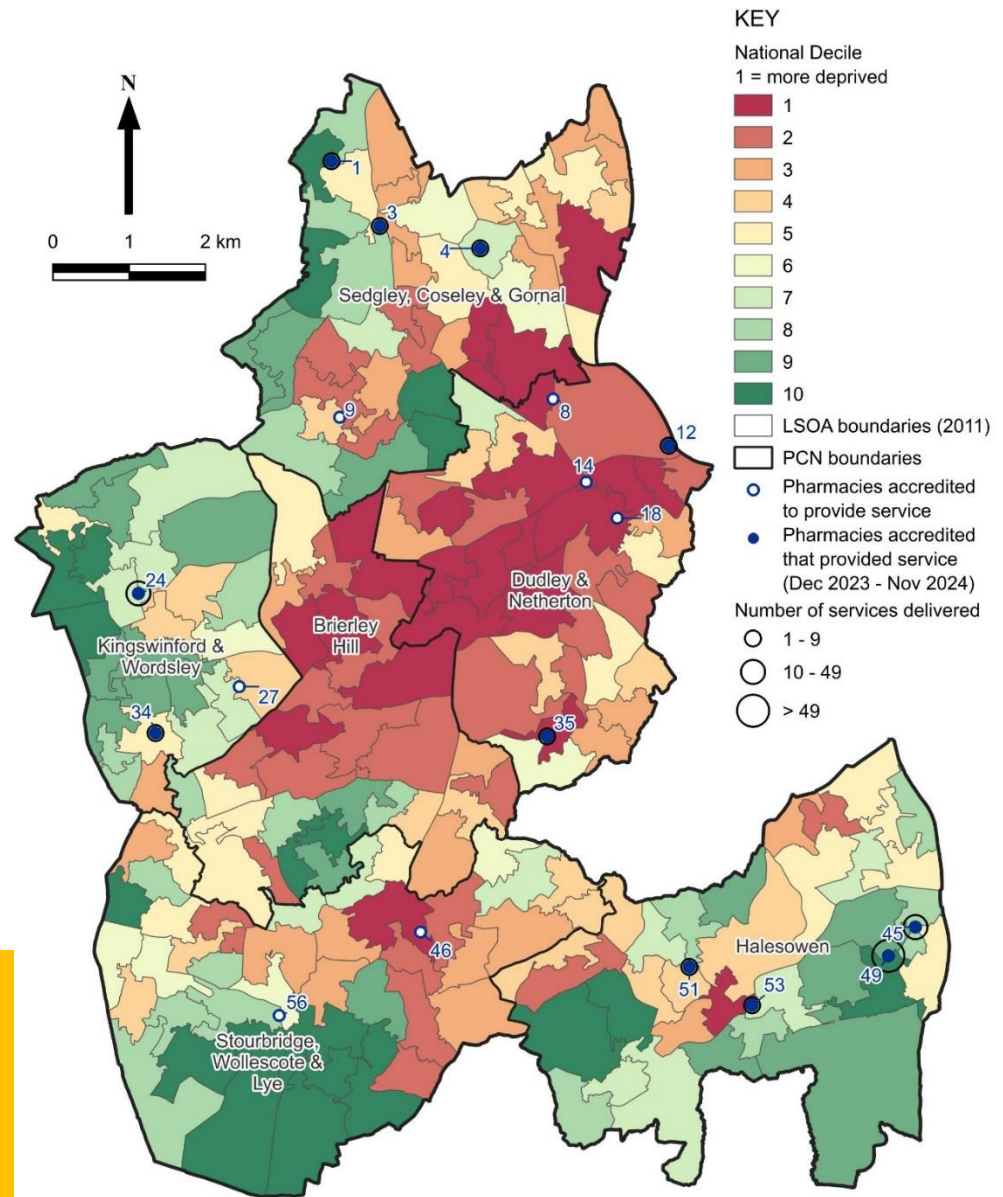 KEY
National Decile
1 = more deprived
1
2
3
4
5
6
7
8
9
10
LSOA boundaries (2011)
PCN boundaries
Pharmacies accredited
to provide service
Pharmacies accredited
that provided service
(Dec 2023 - Nov 2024)
Number of services delivered
1 - 9
10 - 49
> 49
N
0 1 2 km
1
3
4
Sedgley, Coseley & Gornal
8
9
12
14
18
Dudley &
Netherton
24
Brierley
Hill
Kingswinford &
Wordsley
27
34
35
45
Halesowen
46
49
51
53
56
Stourbridge,
Wollescote &
Lye